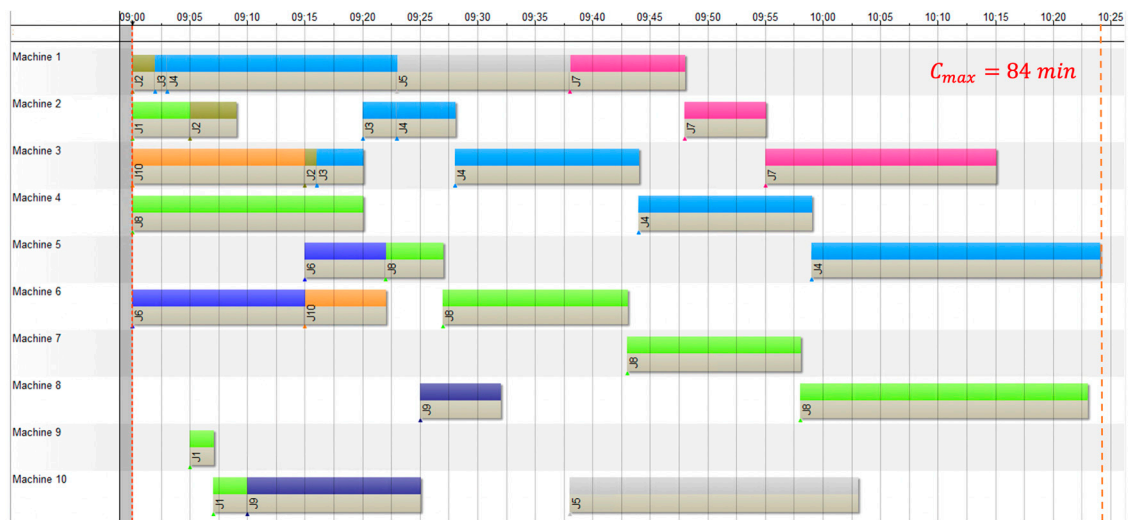 09:00 09:05 09:10 09:15 09:20 09:25 09:30 09:35 09:40 09:45 09:50 09:55 10:00 10:05 10:10 10:15 10:20 10:25
Machine 1 J2 J3 J4 J5 J7
C_max = 84 min
Machine 2 J1 J2 J3 J4 J7
Machine 3 J10 J2 J3 J4 J7
Machine 4 J8 J4
Machine 5 J6 J8 J4
Machine 6 J6 J10 J8
Machine 7 J8
Machine 8 J9 J8
Machine 9 J1
Machine 10 J1 J9 J5